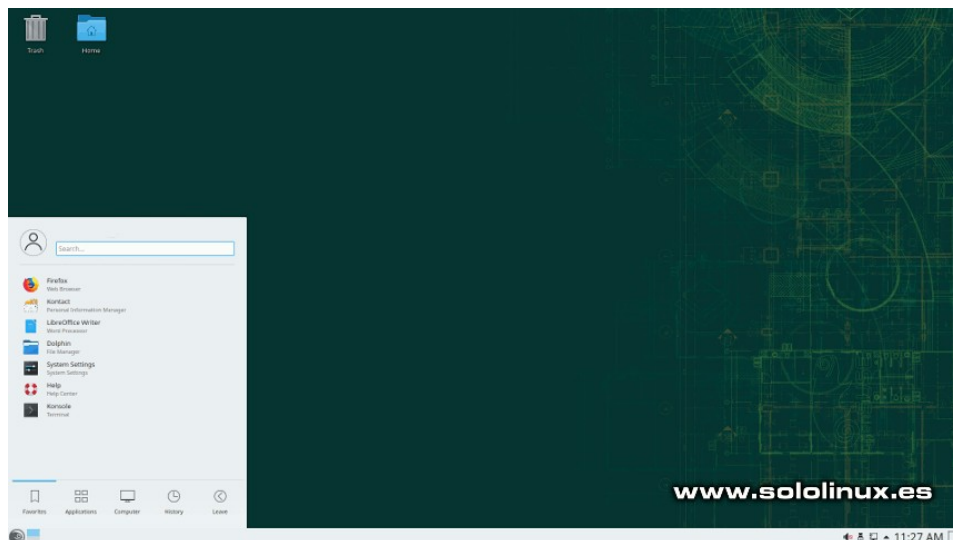 Trash
Home
Search...
Firefox
Web Browser
Kontact
Personal Information Manager
LibreOffice Writer
Word Processor
Dolphin
File Manager
System Settings
System Settings
Help
Help Center
Konsole
Terminal
Favorites
Applications
Computer
History
Leave
www.sololinux.es
11:27 AM